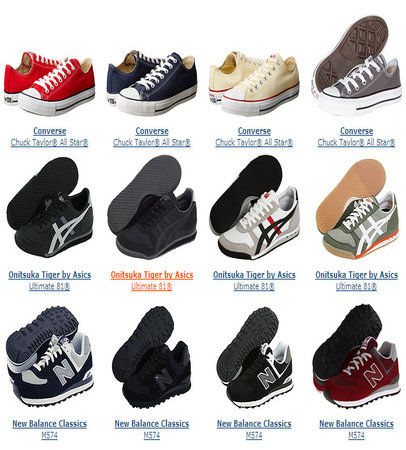 Converse Converse Converse Converse
Chuck Taylor® All Star® Chuck Taylor® All Star® Chuck Taylor® All Star® Chuck Taylor® All Star®
Onitsuka Tiger by Asics Onitsuka Tiger by Asics Onitsuka Tiger by Asics Onitsuka Tiger by Asics
Ultimate 81® Ultimate 81® Ultimate 81® Ultimate 81®
N N N N
New Balance Classics New Balance Classics New Balance Classics New Balance Classics
M574 M574 M574 M574